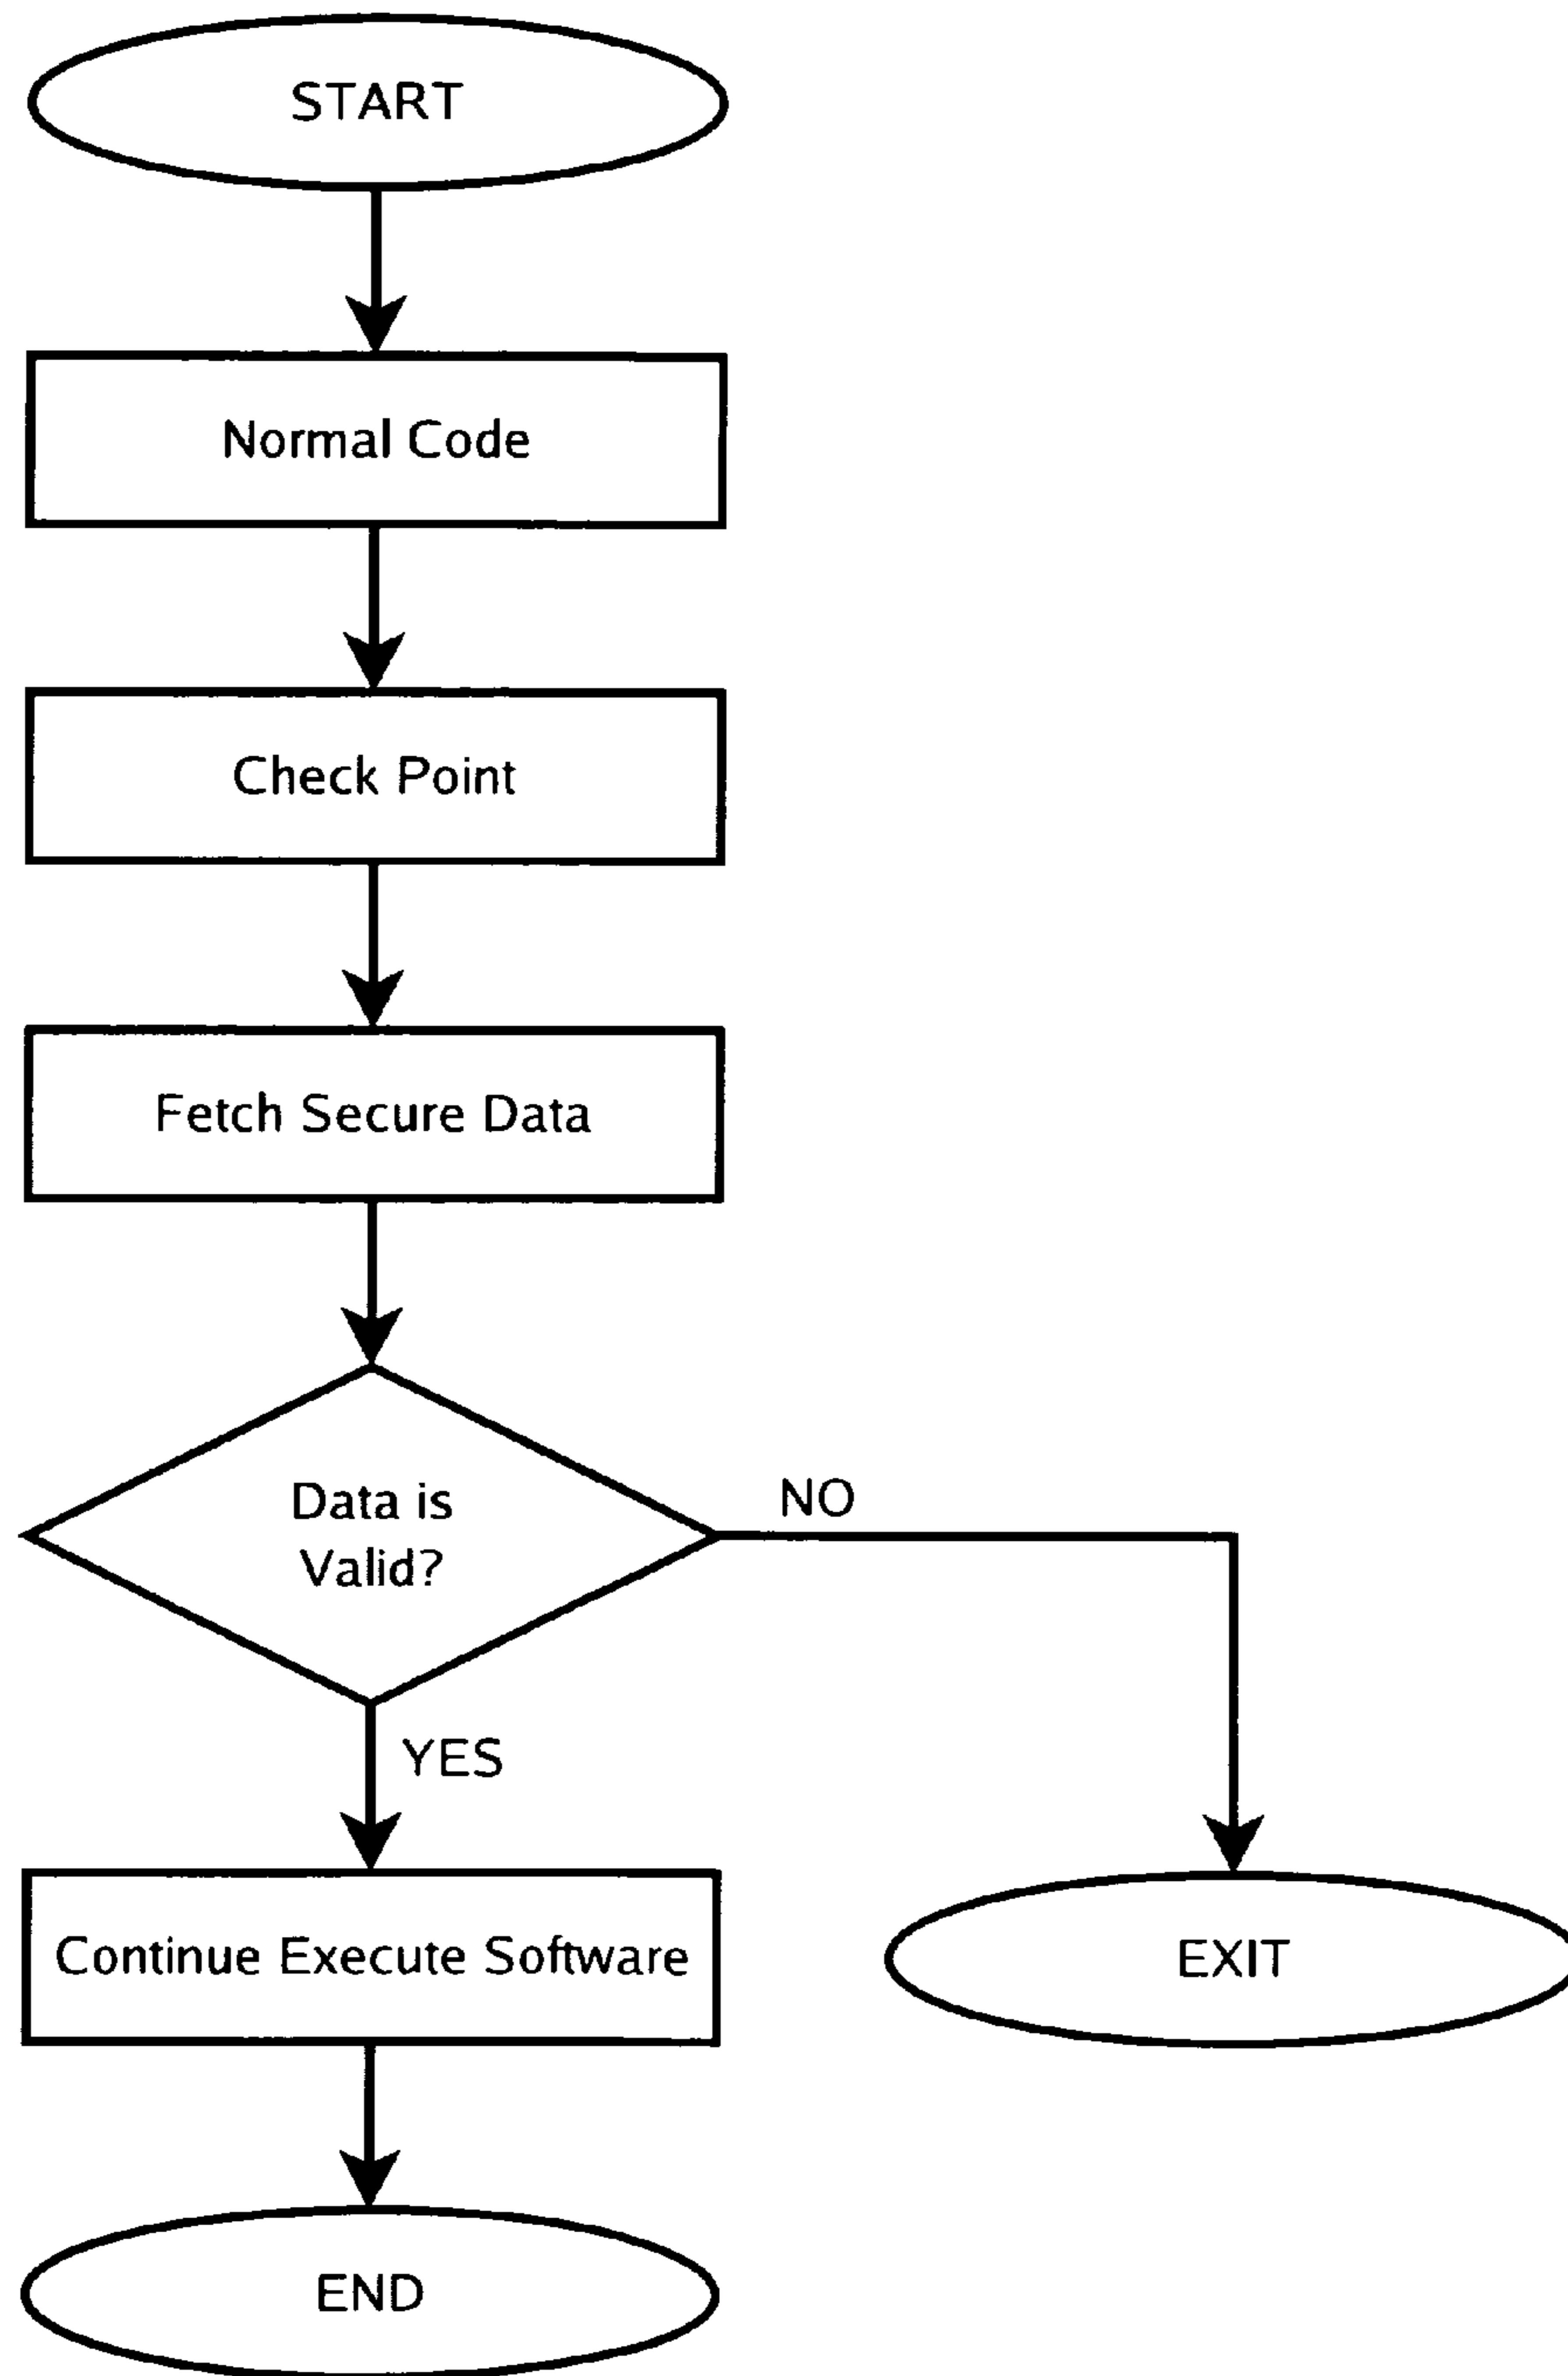 START
Normal Code
Check Point
Fetch Secure Data
Data is
Valid?
NO
YES
Continue Execute Software
EXIT
END